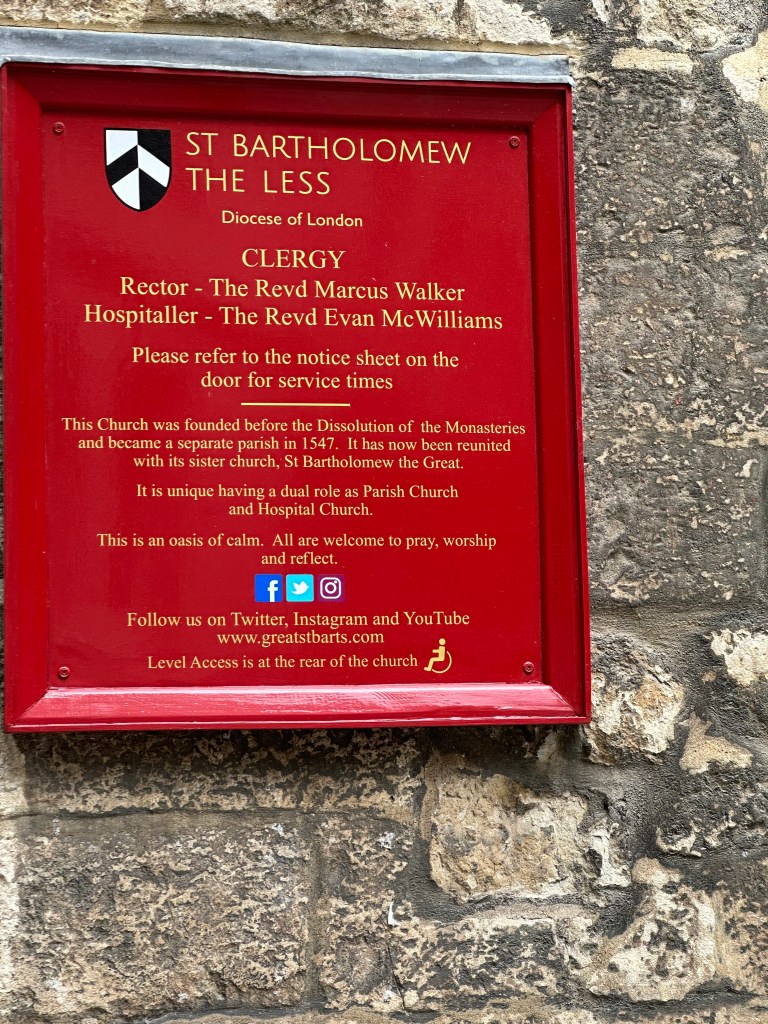 ST BARTHOLOMEW
THE LESS
Diocese of London
CLERGY
Rector - The Revd Marcus Walker
Hospitaller - The Revd Evan McWilliams
Please refer to the notice sheet on the
door for service times
This Church was founded before the Dissolution of the Monasteries
and became a separate parish in 1547. It has now been reunited
with its sister church, St Bartholomew the Great.
It is unique having a dual role as Parish Church
and Hospital Church.
This is an oasis of calm. All are welcome to pray, worship
and reflect.
Follow us on Twitter, Instagram and YouTube
www.greatstbarts.com
Level Access is at the rear of the church